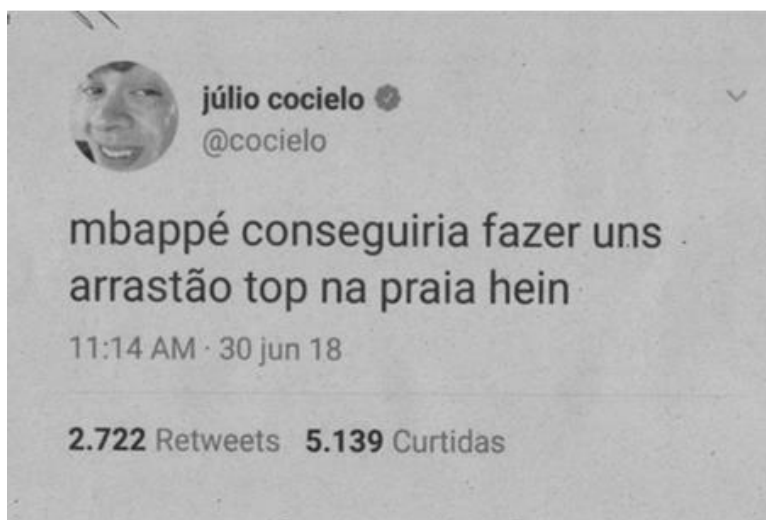 júlio cocielo
@cocielo
mbappé conseguiria fazer uns
arrastão top na praia hein
11:14 AM · 30 jun 18
2.722 Retweets 5.139 Curtidas